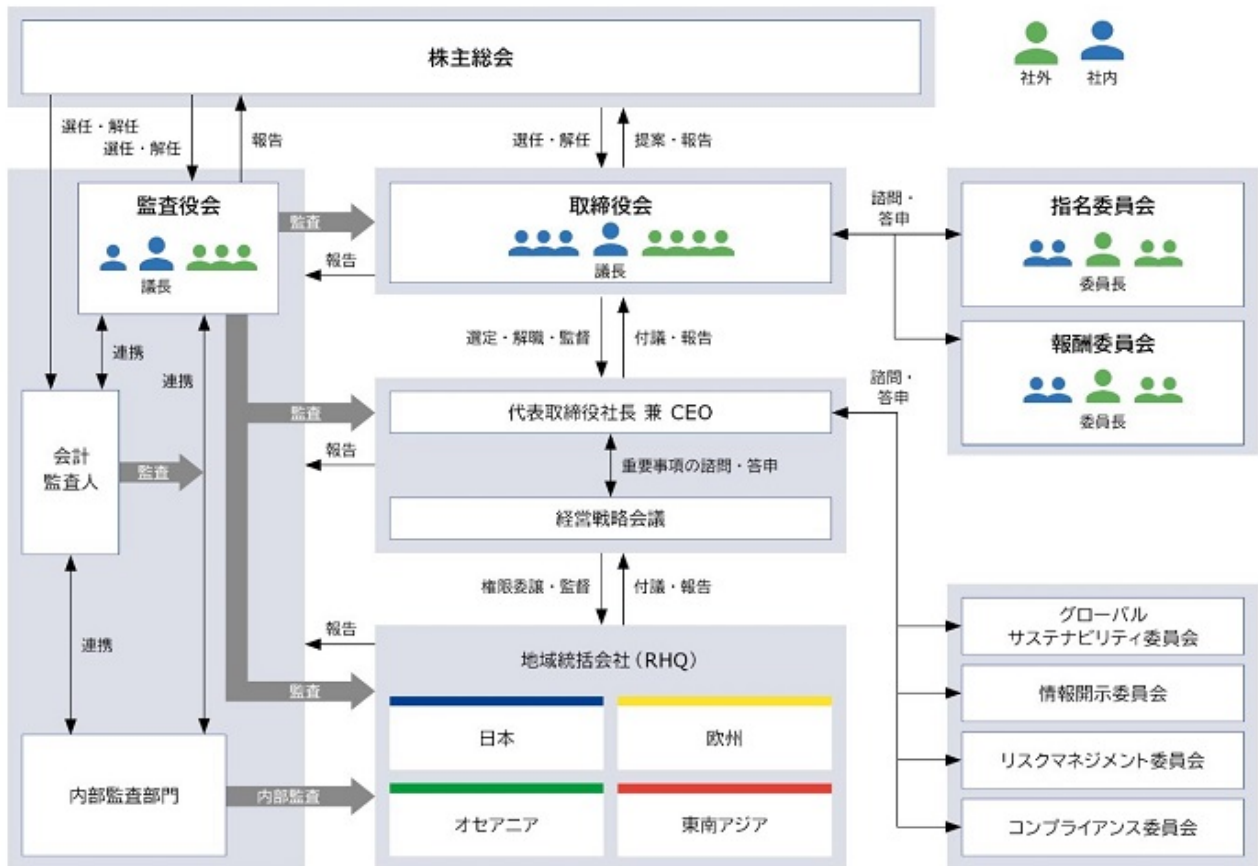 株主総会
社外
社内
選任・解任
選任・解任
報告
選任・解任
提案・報告
監査役会
議長
監査
報告
取締役会
議長
諮問・
答申
指名委員会
委員長
報酬委員会
委員長
連携
連携
選定・解職・監督
付議・報告
諮問・
答申
会計
監査人
監査
監査
報告
代表取締役社長 兼 CEO
重要事項の諮問・答申
経営戦略会議
権限委譲・監督
付議・報告
連携
報告
監査
地域統括会社（RHQ）
日本
欧州
オセアニア
東南アジア
内部監査部門
内部監査
グローバル
サステナビリティ委員会
情報開示委員会
リスクマネジメント委員会
コンプライアンス委員会